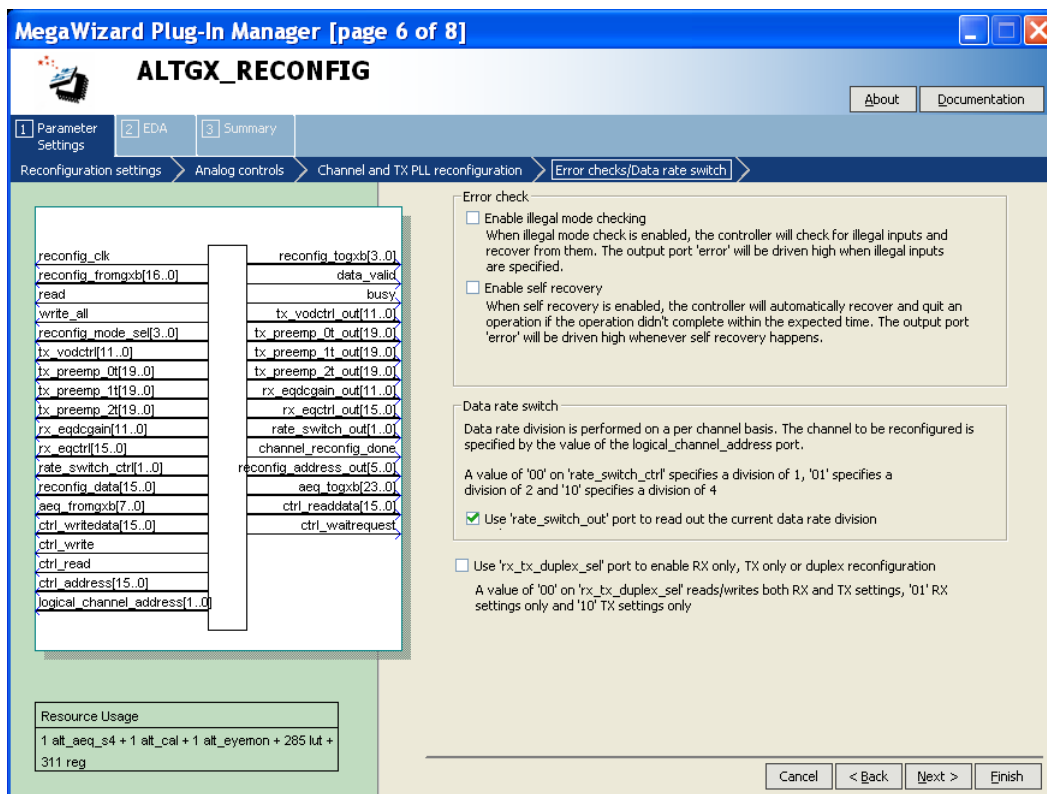 MegaWizard Plug-In Manager [page 6 of 8]
ALTGX_RECONFIG
About
Documentation
1 Parameter Settings
2 EDA
3 Summary
Reconfiguration settings
Analog controls
Channel and TX PLL reconfiguration
Error checks/Data rate switch
reconfig_clk
reconfig_fromgxb[16..0]
read
write_all
reconfig_mode_sel[3..0]
tx_vodctrl[11..0]
tx_preemp_0t[19..0]
tx_preemp_1t[19..0]
tx_preemp_2t[19..0]
rx_eqdcgain[11..0]
rx_eqctrl[15..0]
rate_switch_ctrl[1..0]
reconfig_data[15..0]
aeq_fromgxb[7..0]
ctrl_writedata[15..0]
ctrl_write
ctrl_read
ctrl_address[15..0]
logical_channel_address[1..0]
reconfig_togxb[3..0]
data_valid
busy
tx_vodctrl_out[11..0]
tx_preemp_0t_out[19..0]
tx_preemp_1t_out[19..0]
tx_preemp_2t_out[19..0]
rx_eqdcgain_out[11..0]
rx_eqctrl_out[15..0]
rate_switch_out[1..0]
channel_reconfig_done
reconfig_address_out[5..0]
aeq_togxb[23..0]
ctrl_readdata[15..0]
ctrl_waitrequest
Resource Usage
1 alt_aeq_s4 + 1 alt_cal + 1 alt_eyemon + 285 lut +
311 reg
Error check
Enable illegal mode checking
When illegal mode check is enabled, the controller will check for illegal inputs and
recover from them. The output port 'error' will be driven high when illegal inputs
are specified.
Enable self recovery
When self recovery is enabled, the controller will automatically recover and quit an
operation if the operation didn't complete within the expected time. The output port
'error' will be driven high whenever self recovery happens.
Data rate switch
Data rate division is performed on a per channel basis. The channel to be reconfigured is
specified by the value of the logical_channel_address port.
A value of '00' on 'rate_switch_ctrl' specifies a division of 1, '01' specifies a
division of 2 and '10' specifies a division of 4
Use 'rate_switch_out' port to read out the current data rate division
Use 'rx_tx_duplex_sel' port to enable RX only, TX only or duplex reconfiguration
A value of '00' on 'rx_tx_duplex_sel' reads/writes both RX and TX settings, '01' RX
settings only and '10' TX settings only
Cancel
< Back
Next >
Finish